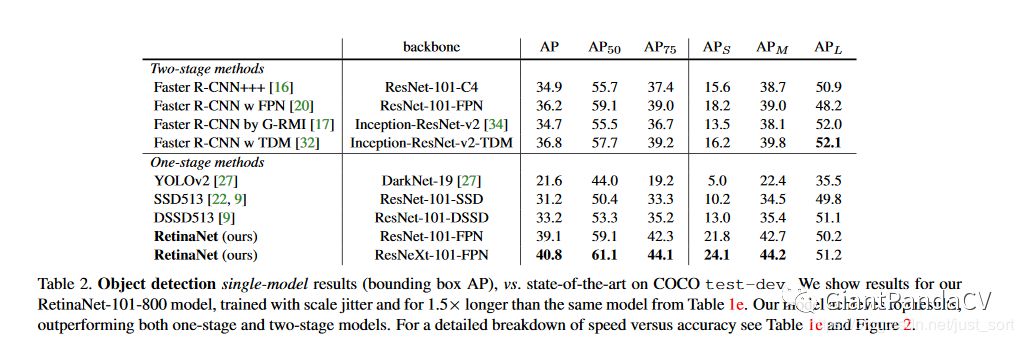 backbone AP AP50 AP75 APS APM APL
Two-stage methods
Faster R-CNN+++ [16] ResNet-101-C4 34.9 55.7 37.4 15.6 38.7 50.9
Faster R-CNN w FPN [20] ResNet-101-FPN 36.2 59.1 39.0 18.2 39.0 48.2
Faster R-CNN by G-RMI [17] Inception-ResNet-v2 [34] 34.7 55.5 36.7 13.5 38.1 52.0
Faster R-CNN w TDM [32] Inception-ResNet-v2-TDM 36.8 57.7 39.2 16.2 39.8 52.1
One-stage methods
YOLOv2 [27] DarkNet-19 [27] 21.6 44.0 19.2 5.0 22.4 35.5
SSD513 [22, 9] ResNet-101-SSD 31.2 50.4 33.3 10.2 34.5 49.8
DSSD513 [9] ResNet-101-DSSD 33.2 53.3 35.2 13.0 35.4 51.1
RetinaNet (ours) ResNet-101-FPN 39.1 59.1 42.3 21.8 42.7 50.2
RetinaNet (ours) ResNeXt-101-FPN 40.8 61.1 44.1 24.1 44.2 51.2
Table 2. Object detection single-model results (bounding box AP), vs. state-of-the-art on COCO test-dev. We show results for our
RetinaNet-101-800 model, trained with scale jitter and for 1.5× longer than the same model from Table 1e. Our model achieves top results,
outperforming both one-stage and two-stage models. For a detailed breakdown of speed versus accuracy see Table 1e and Figure 2.
GiantPandaCV